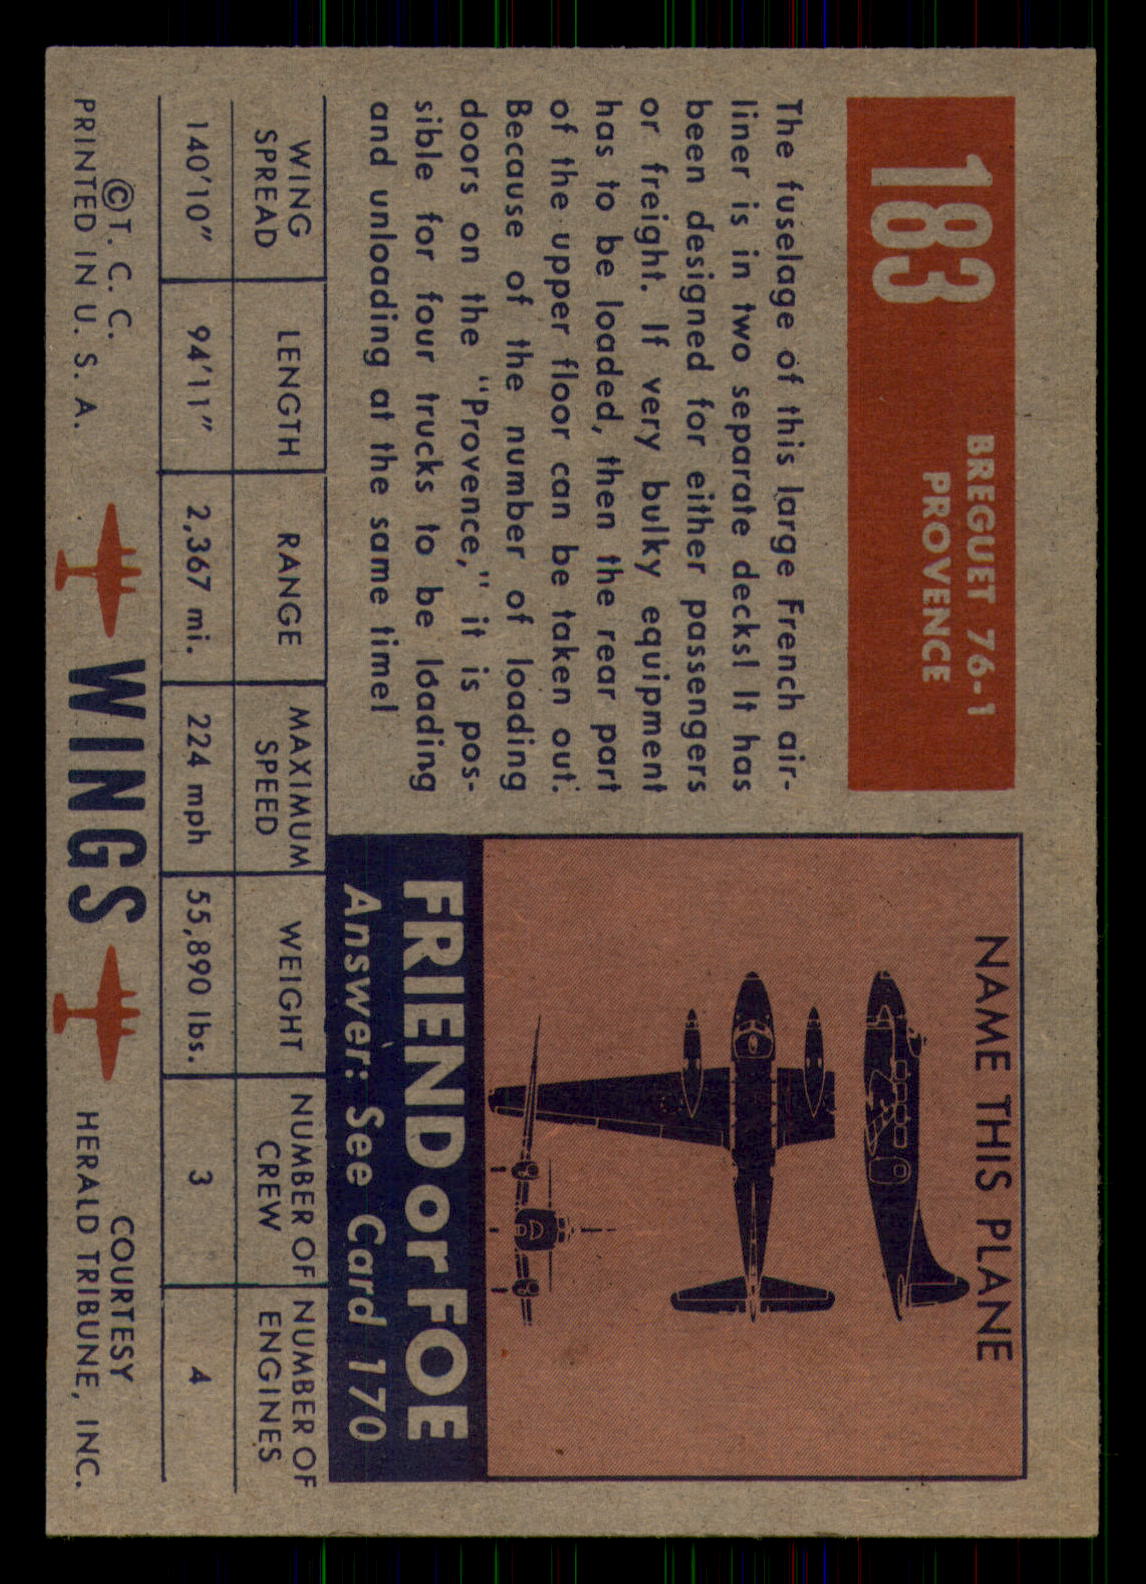 183
BREGUET 76-1
PROVENCE
The fuselage of this large French air-
liner is in two separate decks! It has
been designed for either passengers
or freight. If very bulky equipment
has to be loaded, then the rear part
of the upper floor can be taken out.
Because of the number of loading
doors on the "Provence," it is pos-
sible for four trucks to be loading
and unloading at the same time!
NAME THIS PLANE
FRIEND or FOE
Answer: See Card 170
WING
SPREAD
LENGTH
RANGE
MAXIMUM
SPEED
WEIGHT
NUMBER OF
CREW
NUMBER OF
ENGINES
140'10"
94'11"
2,367 mi.
224 mph
55,890 lbs.
3
4
©T. C. C.
PRINTED IN U. S. A.
WINGS
COURTESY
HERALD TRIBUNE, INC.